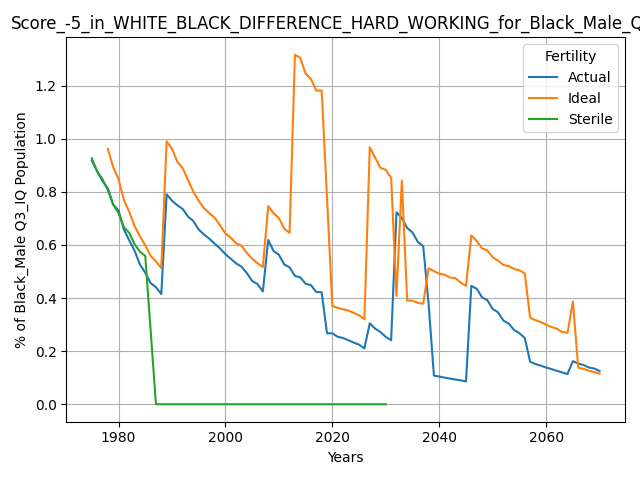 Score_-5_in_WHITE_BLACK_DIFFERENCE_HARD_WORKING_for_Black_Male_Q
Fertility
Actual
Ideal
Sterile
% of Black_Male Q3_IQ Population
1.2
1.0
0.8
0.6
0.4
0.2
0.0
1980 2000 2020 2040 2060
Years